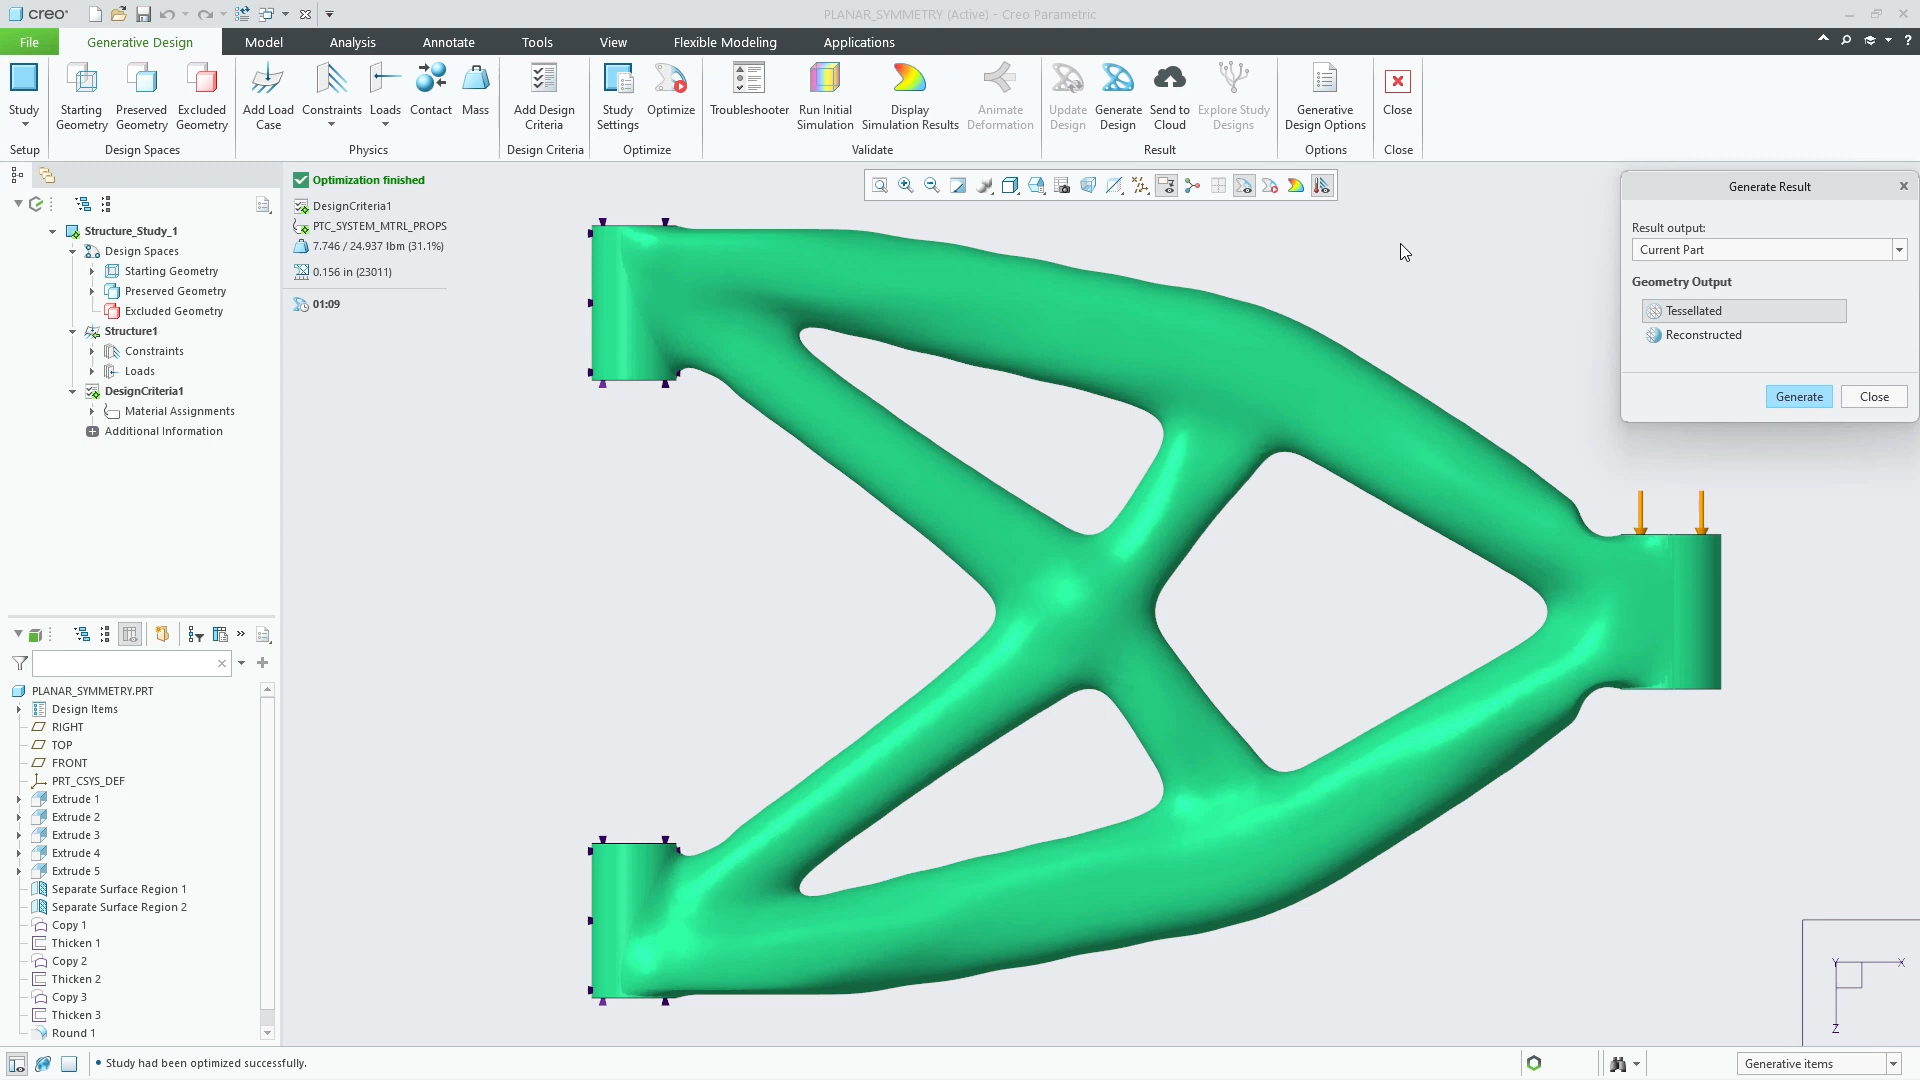 creo
PLANAR_SYMMETRY (Active) - Creo Parametric
File
Generative Design
Model
Analysis
Annotate
Tools
View
Flexible Modeling
Applications
Study
Starting Geometry
Preserved Geometry
Excluded Geometry
Add Load Case
Constraints
Loads
Contact
Mass
Add Design Criteria
Study Settings
Optimize
Troubleshooter
Run Initial Simulation
Display Simulation Results
Animate Deformation
Update Design
Generate Design
Send to Cloud
Explore Study Designs
Generative Design Options
Close
Setup
Design Spaces
Physics
Design Criteria
Optimize
Validate
Result
Options
Close
Structure_Study_1
Design Spaces
Starting Geometry
Preserved Geometry
Excluded Geometry
Structure1
Constraints
Loads
DesignCriteria1
Material Assignments
Additional Information
PLANAR_SYMMETRY.PRT
Design Items
RIGHT
TOP
FRONT
PRT_CSYS_DEF
Extrude 1
Extrude 2
Extrude 3
Extrude 4
Extrude 5
Separate Surface Region 1
Separate Surface Region 2
Copy 1
Thicken 1
Copy 2
Thicken 2
Copy 3
Thicken 3
Round 1
Optimization finished
DesignCriteria1
PTC_SYSTEM_MTRL_PROPS
7.746 / 24.937 lbm (31.1%)
0.156 in (23011)
01:09
Generate Result
Result output:
Current Part
Geometry Output
Tessellated
Reconstructed
Generate
Close
Y
X
Z
• Study had been optimized successfully.
Generative items